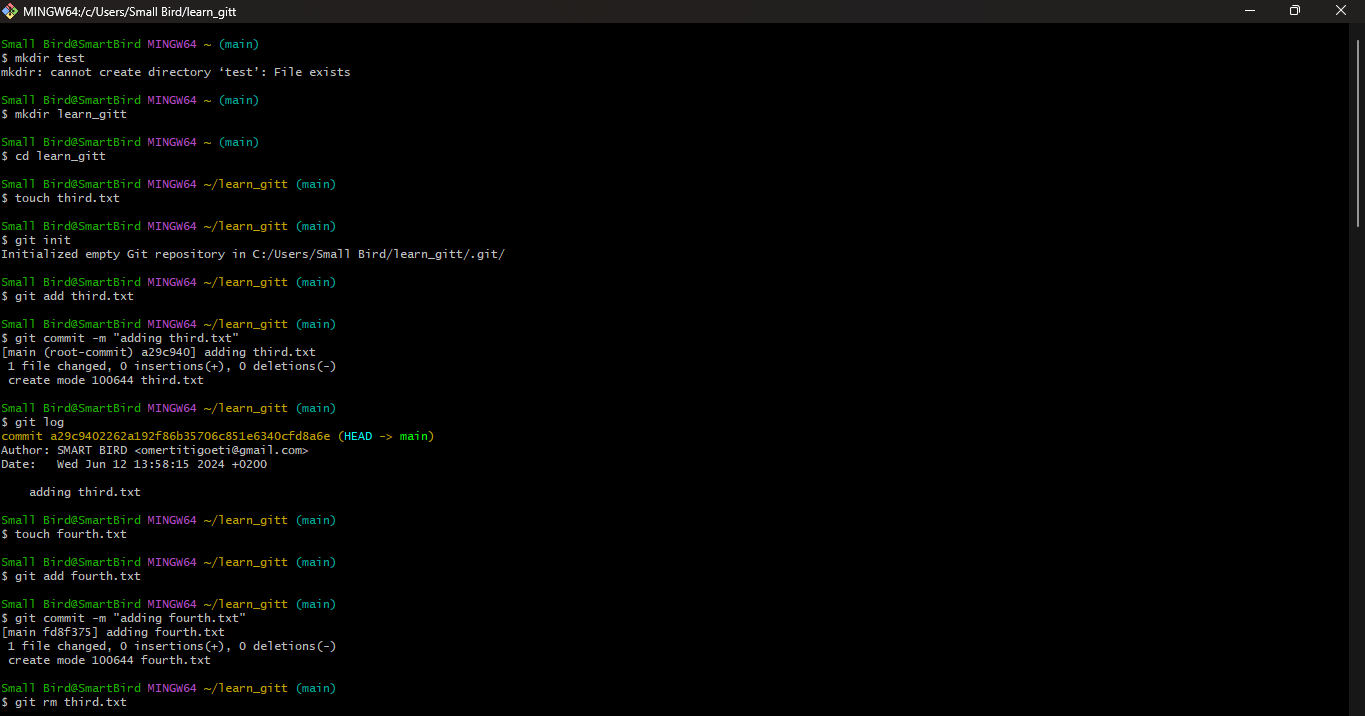 MINGW64:/c/Users/Small Bird/learn_gitt
Small Bird@SmartBird MINGW64 ~ (main)
$ mkdir test
mkdir: cannot create directory ‘test’: File exists
Small Bird@SmartBird MINGW64 ~ (main)
$ mkdir learn_gitt
Small Bird@SmartBird MINGW64 ~ (main)
$ cd learn_gitt
Small Bird@SmartBird MINGW64 ~/learn_gitt (main)
$ touch third.txt
Small Bird@SmartBird MINGW64 ~/learn_gitt (main)
$ git init
Initialized empty Git repository in C:/Users/Small Bird/learn_gitt/.git/
Small Bird@SmartBird MINGW64 ~/learn_gitt (main)
$ git add third.txt
Small Bird@SmartBird MINGW64 ~/learn_gitt (main)
$ git commit -m "adding third.txt"
[main (root-commit) a29c940] adding third.txt
 1 file changed, 0 insertions(+), 0 deletions(-)
 create mode 100644 third.txt
Small Bird@SmartBird MINGW64 ~/learn_gitt (main)
$ git log
commit a29c9402262a192f86b35706c851e6340cfd8a6e (HEAD -> main)
Author: SMART BIRD <omertitigoeti@gmail.com>
Date:   Wed Jun 12 13:58:15 2024 +0200
    adding third.txt
Small Bird@SmartBird MINGW64 ~/learn_gitt (main)
$ touch fourth.txt
Small Bird@SmartBird MINGW64 ~/learn_gitt (main)
$ git add fourth.txt
Small Bird@SmartBird MINGW64 ~/learn_gitt (main)
$ git commit -m "adding fourth.txt"
[main fd8f375] adding fourth.txt
 1 file changed, 0 insertions(+), 0 deletions(-)
 create mode 100644 fourth.txt
Small Bird@SmartBird MINGW64 ~/learn_gitt (main)
$ git rm third.txt